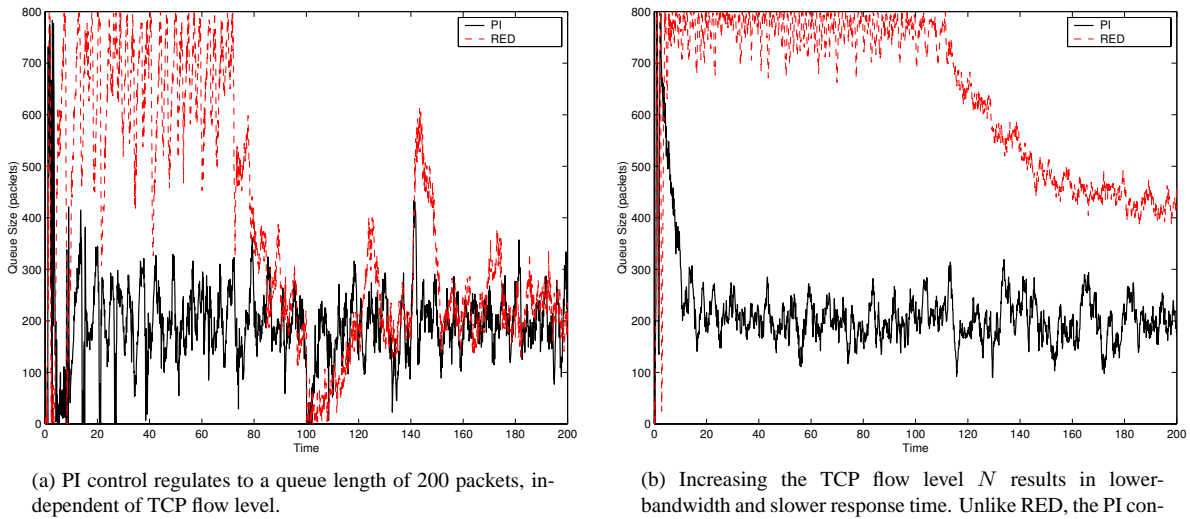 800
700
600
500
400
300
200
100
0
Queue Size (packets)
0 20 40 60 80 100 120 140 160 180 200
Time
PI
RED
(a) PI control regulates to a queue length of 200 packets, in-
dependent of TCP flow level.
800
700
600
500
400
300
200
100
0
Queue Size (packets)
0 20 40 60 80 100 120 140 160 180 200
Time
PI
RED
(b) Increasing the TCP flow level N results in lower-
bandwidth and slower response time. Unlike RED, the PI con-